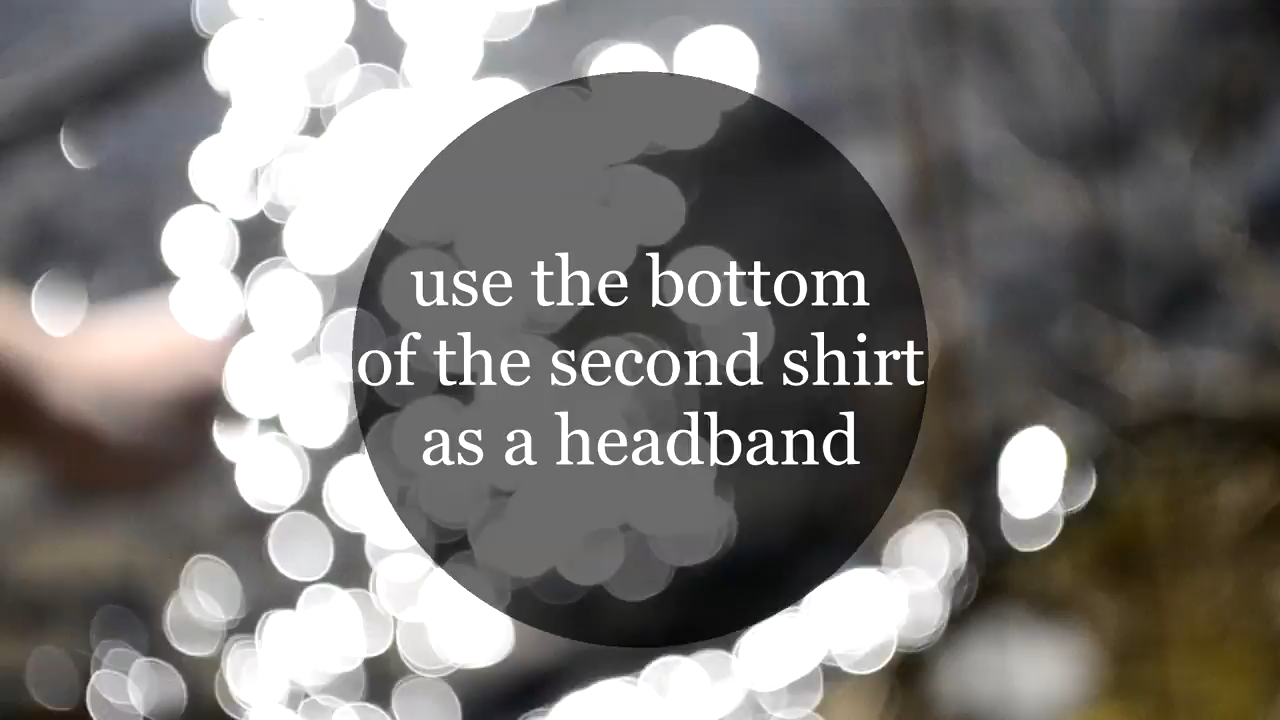 use the bottom
of the second shirt
as a headband